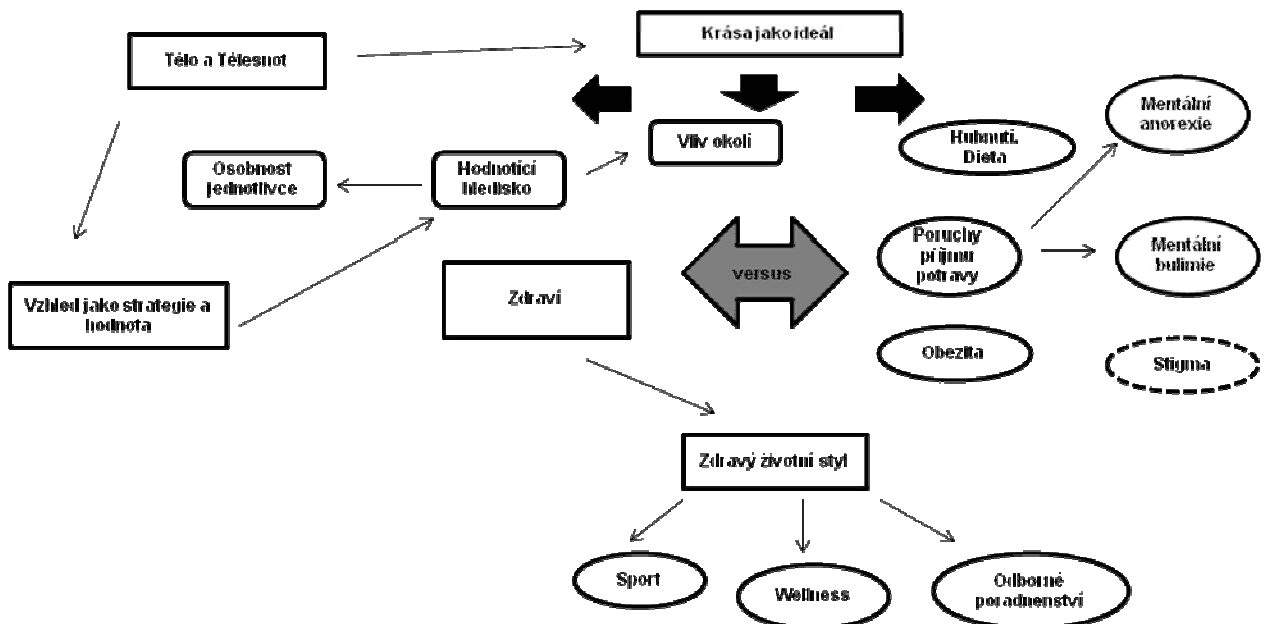 Krása jako ideál
Tělo a Tělesnot
Mentální
anorexie
Vliv okolí
Hubnutí.
Dieta
Osobnost
jednotlivce
Hodnotící
hledisko
Poruchy
příjmu
potravy
Mentální
bulimie
versus
Vzhled jako strategie a
hodnota
Zdraví
Obezita
Stigma
Zdravý životní styl
Sport
Wellness
Odborné
poradnenství